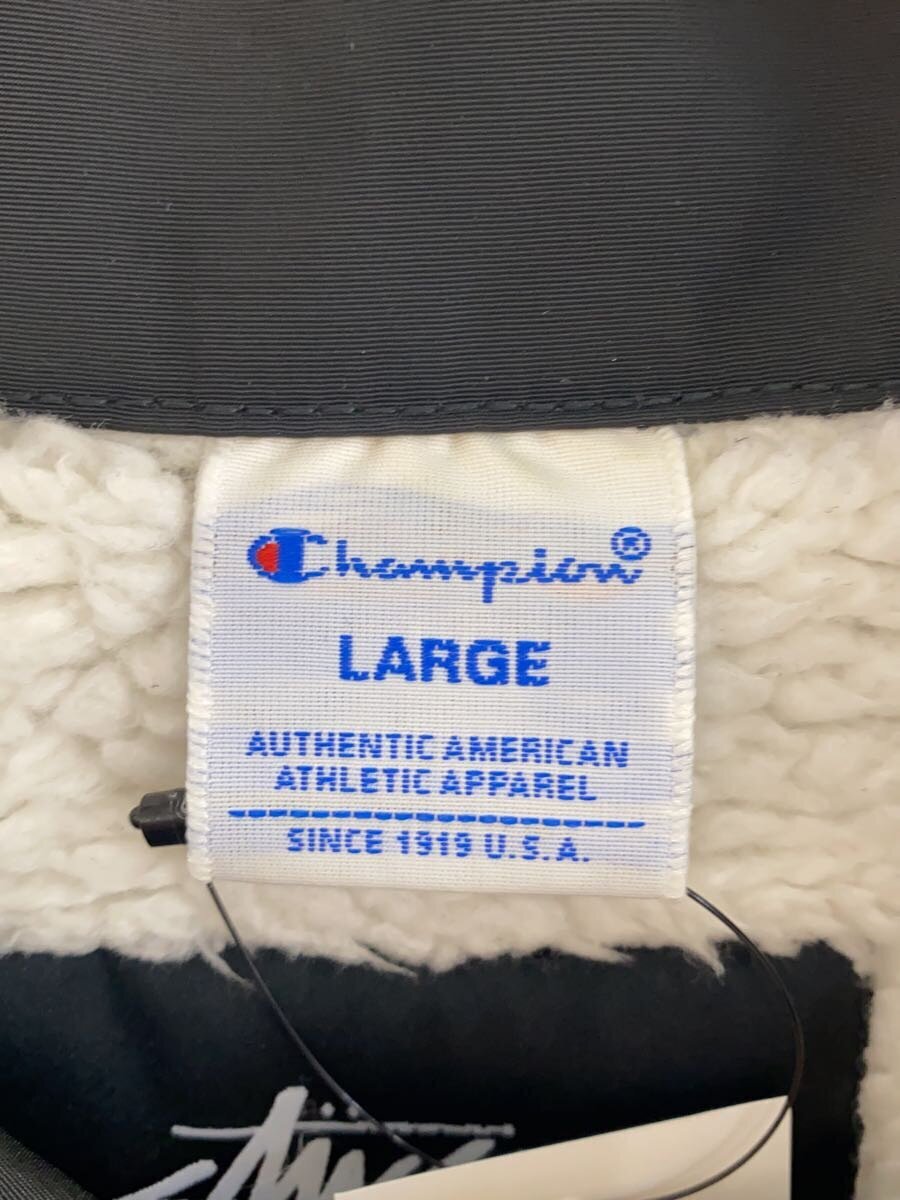 Champion®
LARGE
AUTHENTIC AMERICAN
ATHLETIC APPAREL
SINCE 1919 U.S.A.